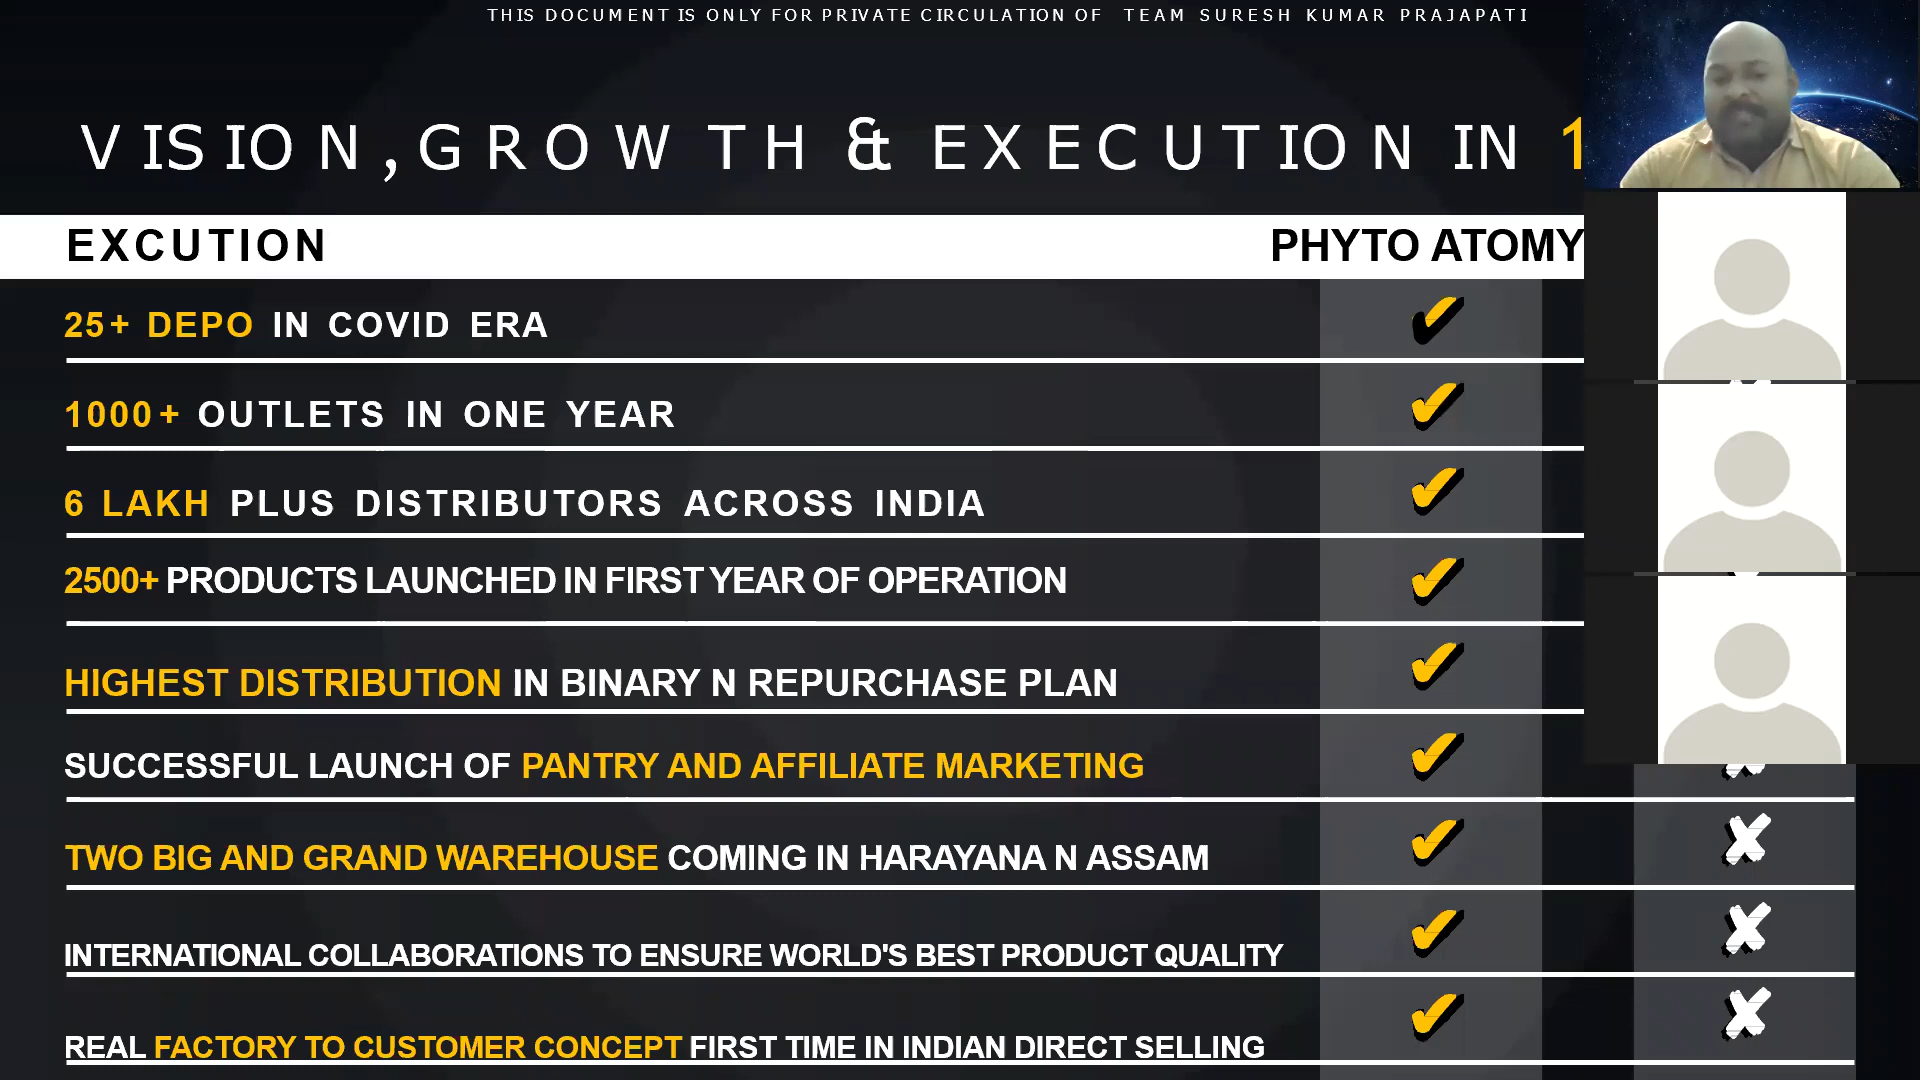 THIS DOCUMENT IS ONLY FOR PRIVATE CIRCULATION OF TEAM SURESH KUMAR PRAJAPATI
VISION,GROWTH & EXECUTION IN 1
EXCUTION PHYTO ATOMY
25+ DEPO IN COVID ERA
1000+ OUTLETS IN ONE YEAR
6 LAKH PLUS DISTRIBUTORS ACROSS INDIA
2500+ PRODUCTS LAUNCHED IN FIRST YEAR OF OPERATION
HIGHEST DISTRIBUTION IN BINARY N REPURCHASE PLAN
SUCCESSFUL LAUNCH OF PANTRY AND AFFILIATE MARKETING
TWO BIG AND GRAND WAREHOUSE COMING IN HARAYANA N ASSAM
INTERNATIONAL COLLABORATIONS TO ENSURE WORLD'S BEST PRODUCT QUALITY
REAL FACTORY TO CUSTOMER CONCEPT FIRST TIME IN INDIAN DIRECT SELLING